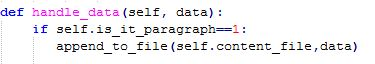 def handle_data(self, data):
    if self.is_it_paragraph==1:
        append_to_file(self.content_file,data)